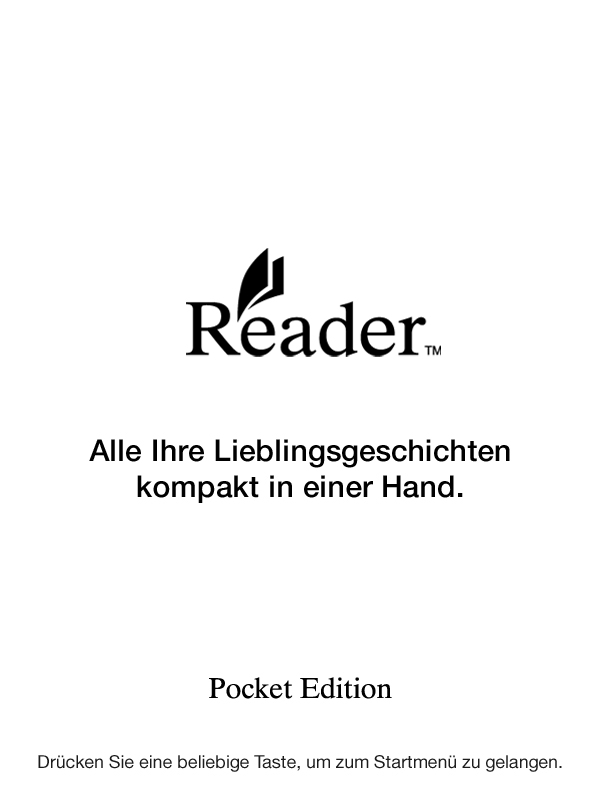 Reader™
Alle Ihre Lieblingsgeschichten
kompakt in einer Hand.
Pocket Edition
Drücken Sie eine beliebige Taste, um zum Startmenü zu gelangen.